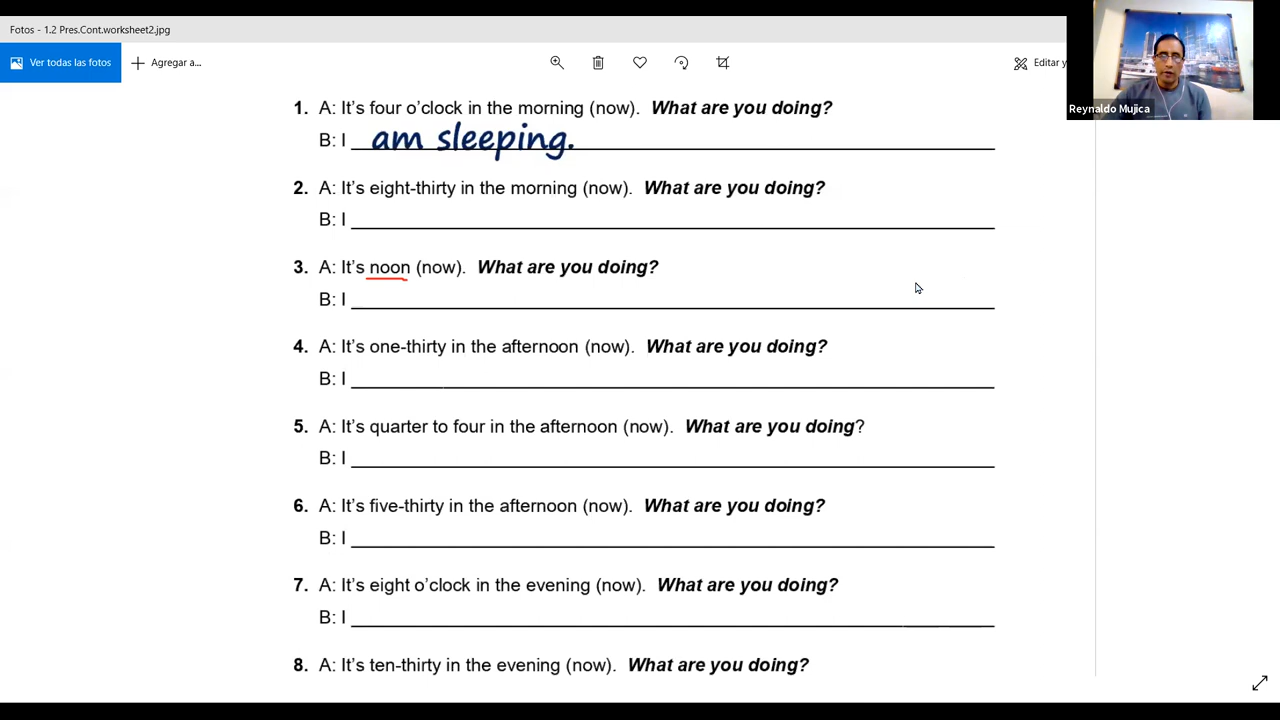 Fotos - 1.2 Pres.Cont.worksheet2.jpg
Ver todas las fotos
Agregar a...
Editar y
Reynaldo Mujica
1. A: It's four o'clock in the morning (now). What are you doing?
B: I am sleeping.
2. A: It's eight-thirty in the morning (now). What are you doing?
B: I
3. A: It's noon (now). What are you doing?
B: I
4. A: It's one-thirty in the afternoon (now). What are you doing?
B: I
5. A: It's quarter to four in the afternoon (now). What are you doing?
B: I
6. A: It's five-thirty in the afternoon (now). What are you doing?
B: I
7. A: It's eight o'clock in the evening (now). What are you doing?
B: I
8. A: It's ten-thirty in the evening (now). What are you doing?